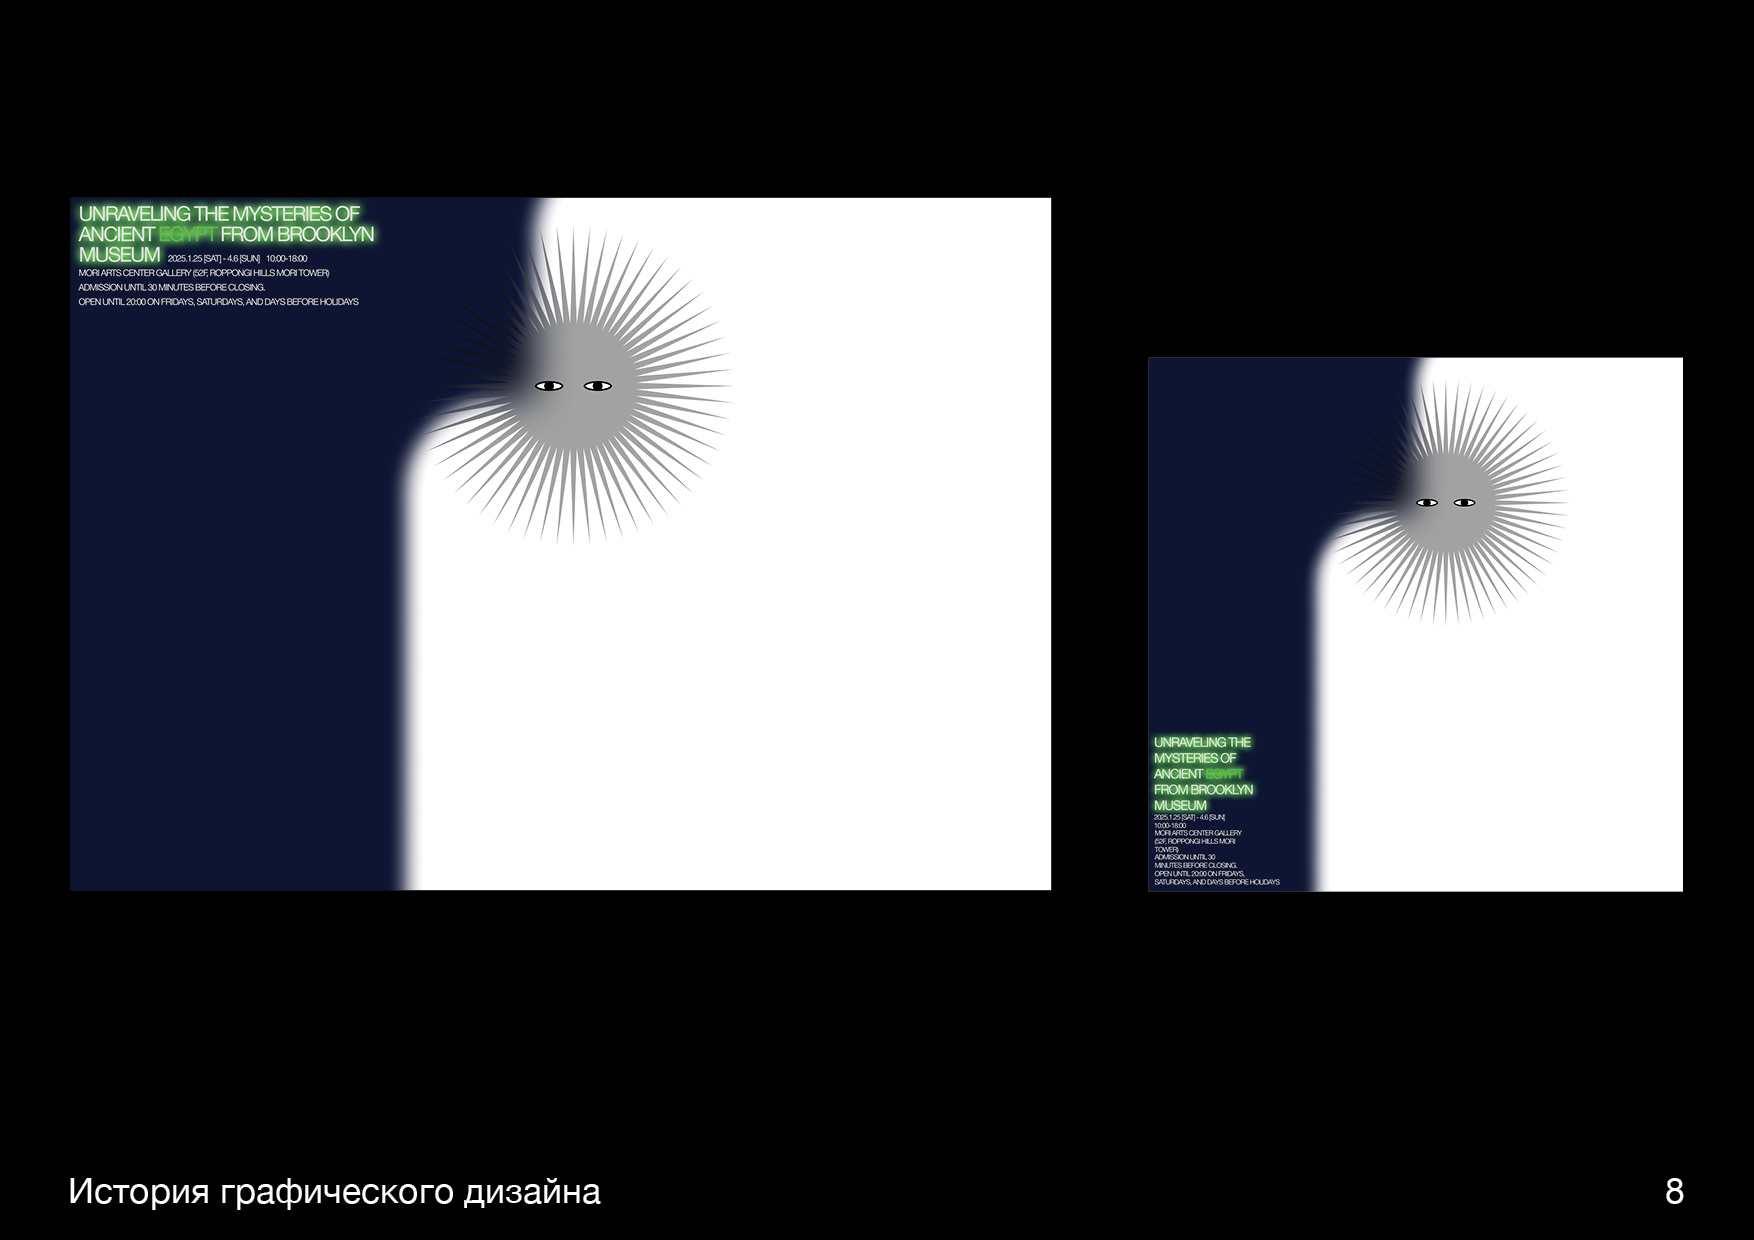 UNRAVELING THE MYSTERIES OF
ANCIENT EGYPT FROM BROOKLYN
MUSEUM 2025.1.25 [SAT] - 4.6 [SUN] 10:00-18:00
MORI ARTS CENTER GALLERY (52F, ROPPONGI HILLS MORI TOWER)
ADMISSION UNTIL 30 MINUTES BEFORE CLOSING.
OPEN UNTIL 20:00 ON FRIDAYS, SATURDAYS, AND DAYS BEFORE HOLIDAYS
UNRAVELING THE
MYSTERIES OF
ANCIENT EGYPT
FROM BROOKLYN
MUSEUM
2025.1.25 [SAT] - 4.6 [SUN]
10:00-18:00
MORI ARTS CENTER GALLERY
(52F, ROPPONGI HILLS MORI
TOWER)
ADMISSION UNTIL 30
MINUTES BEFORE CLOSING.
OPEN UNTIL 20:00 ON FRIDAYS,
SATURDAYS, AND DAYS BEFORE HOLIDAYS
История графического дизайна
8